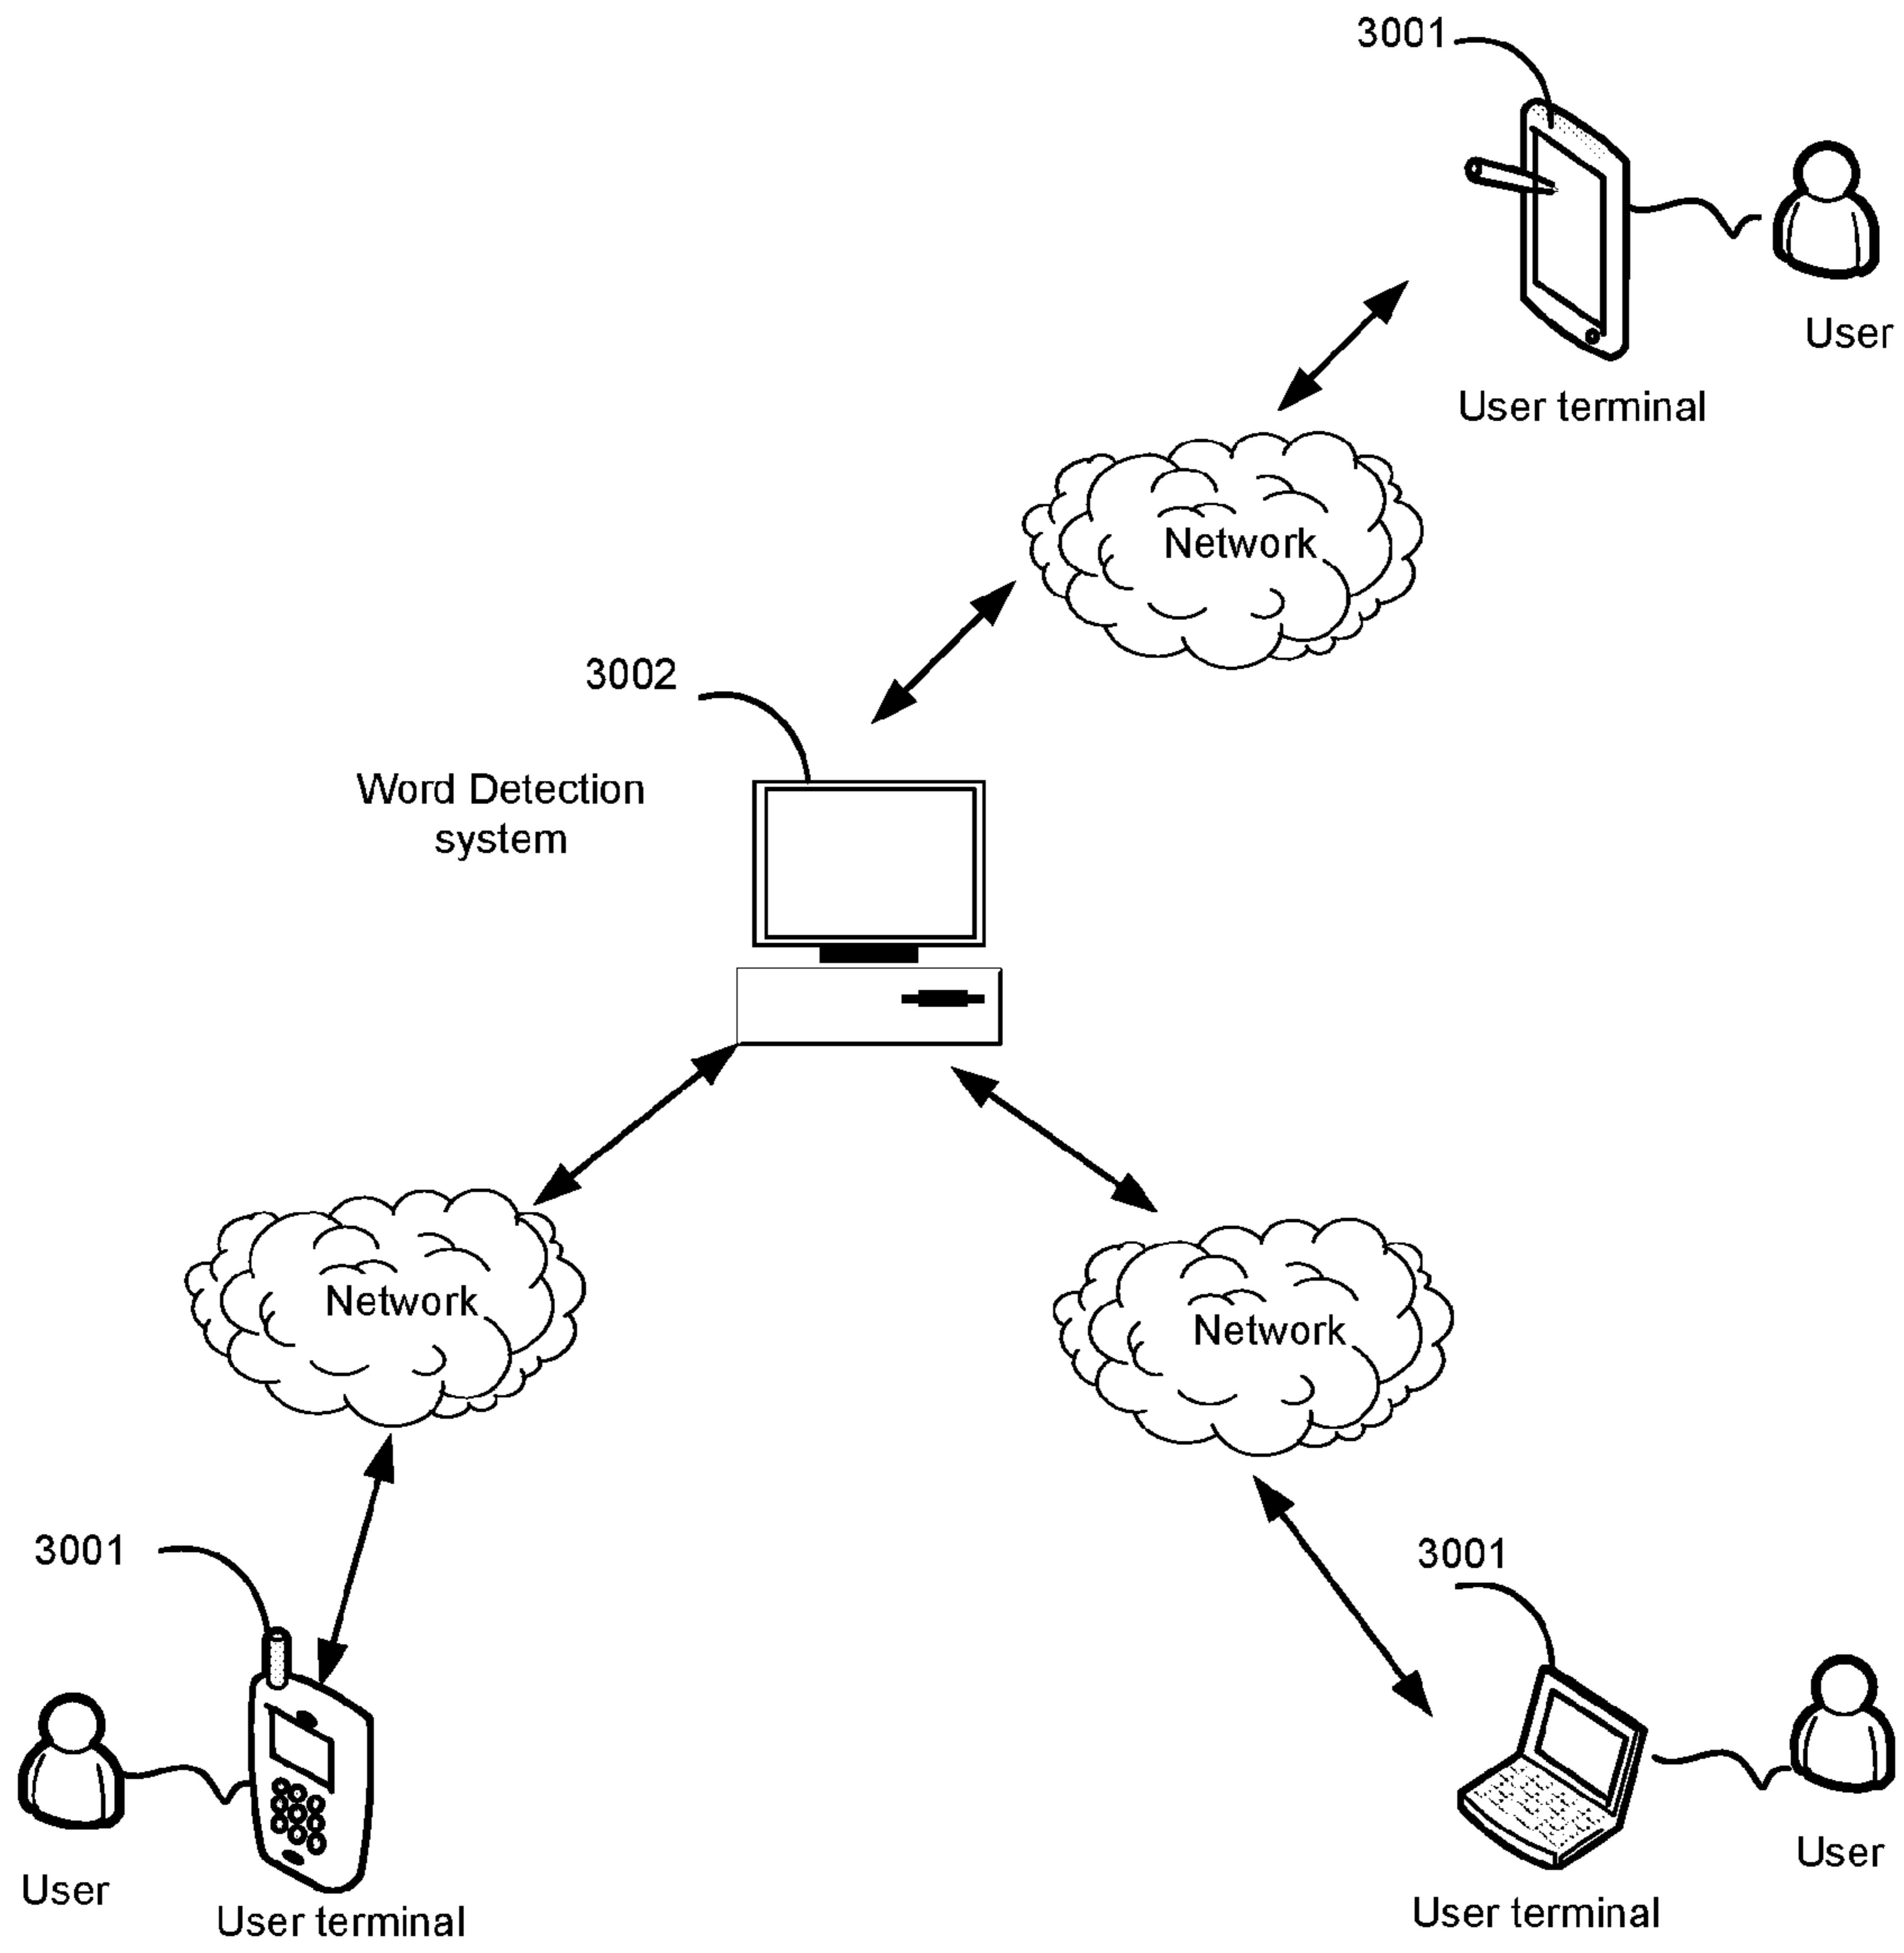 3001
User
User terminal
Network
3002
Word Detection
system
Network
Network
3001
3001
User
User terminal
User
User terminal